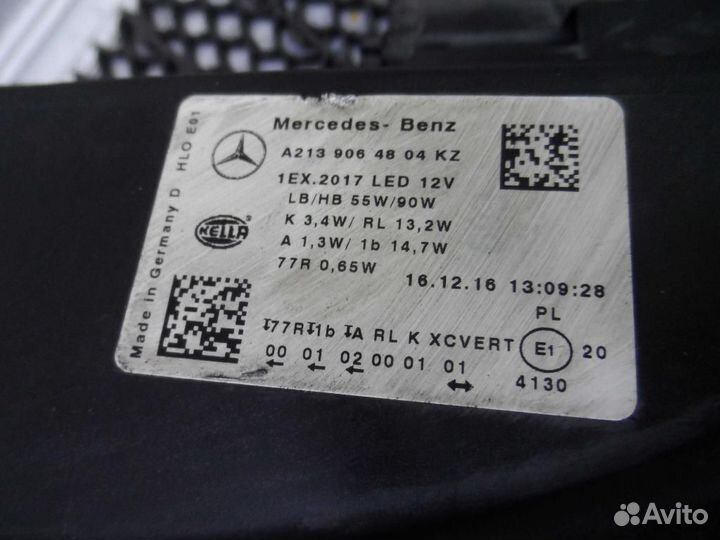 Mercedes- Benz
A213 906 48 04 KZ
1EX.2017 LED 12V
LB/HB 55W/90W
K 3,4W/ RL 13,2W
A 1,3W/ 1b 14,7W
77R 0,65W
16.12.16 13:09:28
PL
77R 1b A RL K XCVERT E1 20
00 01 02 00 01 01 4130
HELLA
Made in Germany D HLO E01
Avito